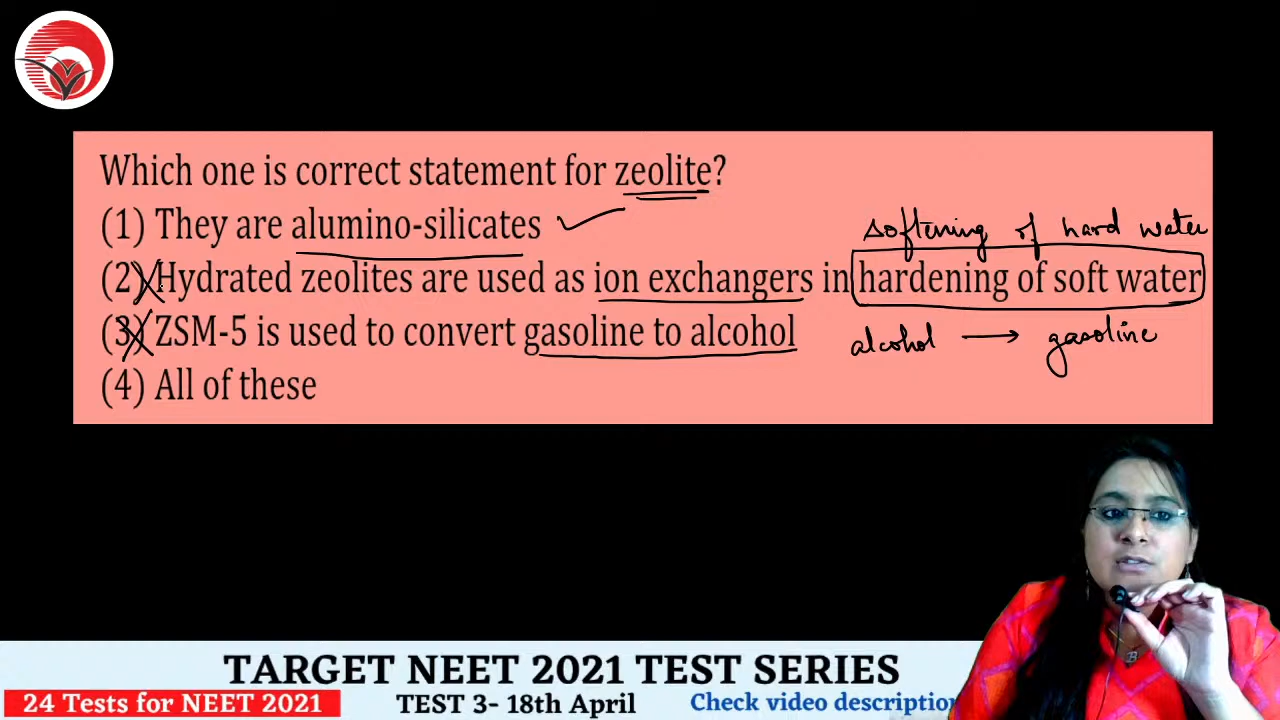 Which one is correct statement for zeolite?
(1) They are alumino-silicates
softening of hard water
(2) Hydrated zeolites are used as ion exchangers in hardening of soft water
(3) ZSM-5 is used to convert gasoline to alcohol
alcohol → gasoline
(4) All of these
TARGET NEET 2021 TEST SERIES
24 Tests for NEET 2021
TEST 3- 18th April
Check video description